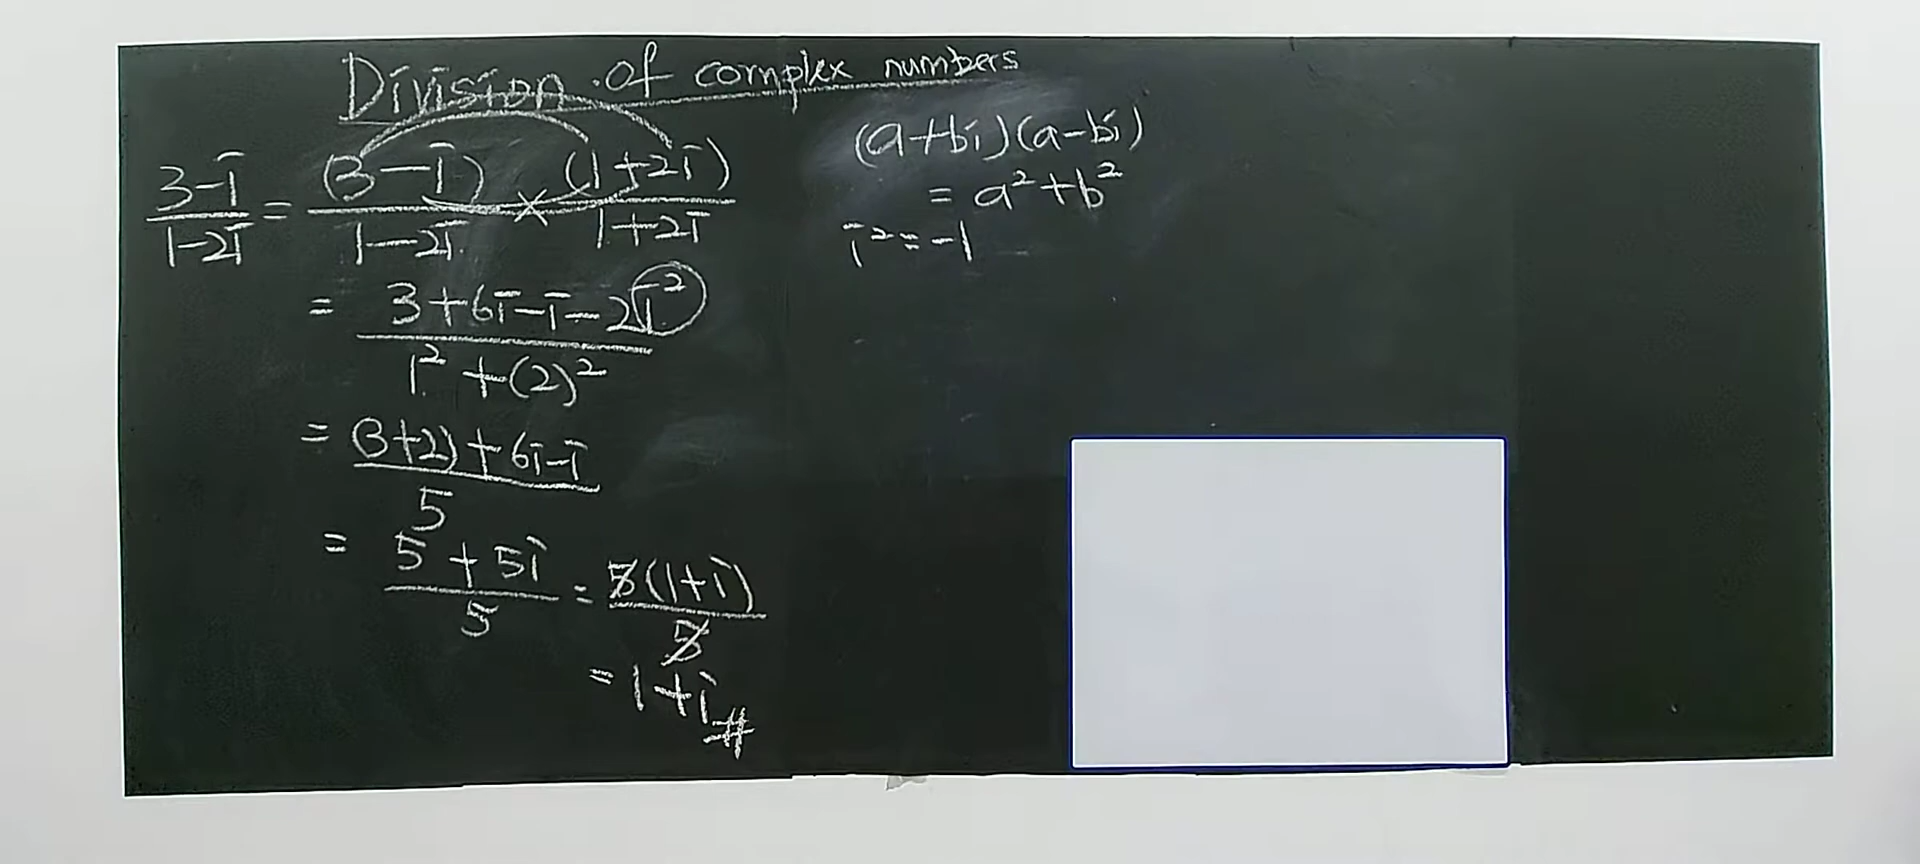 Division of complex numbers
(3-i)/(1-2i) = (3-i)/(1-2i) × (1+2i)/(1+2i)
= (3+6i-i-2i²)/(1²+(2)²)
= ((3+2)+6i-i)/5
= (5+5i)/5 = 5(1+i)/5
= 1+i #
(a+bi)(a-bi)
= a²+b²
i²=-1